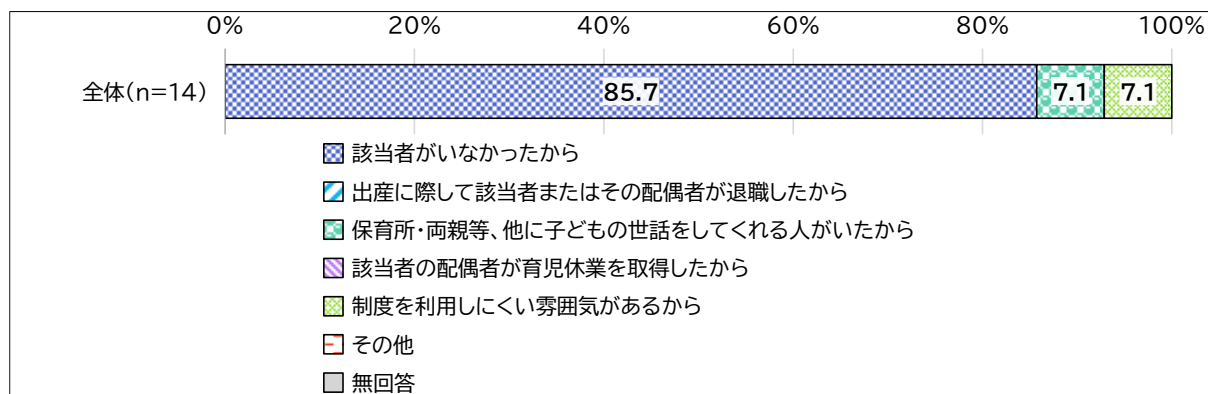 0% 20% 40% 60% 80% 100%
全体(n=14) 85.7 7.1 7.1
該当者がいなかったから
出産に際して該当者またはその配偶者が退職したから
保育所・両親等、他に子どもの世話をしてくれる人がいたから
該当者の配偶者が育児休業を取得したから
制度を利用しにくい雰囲気があるから
その他
無回答